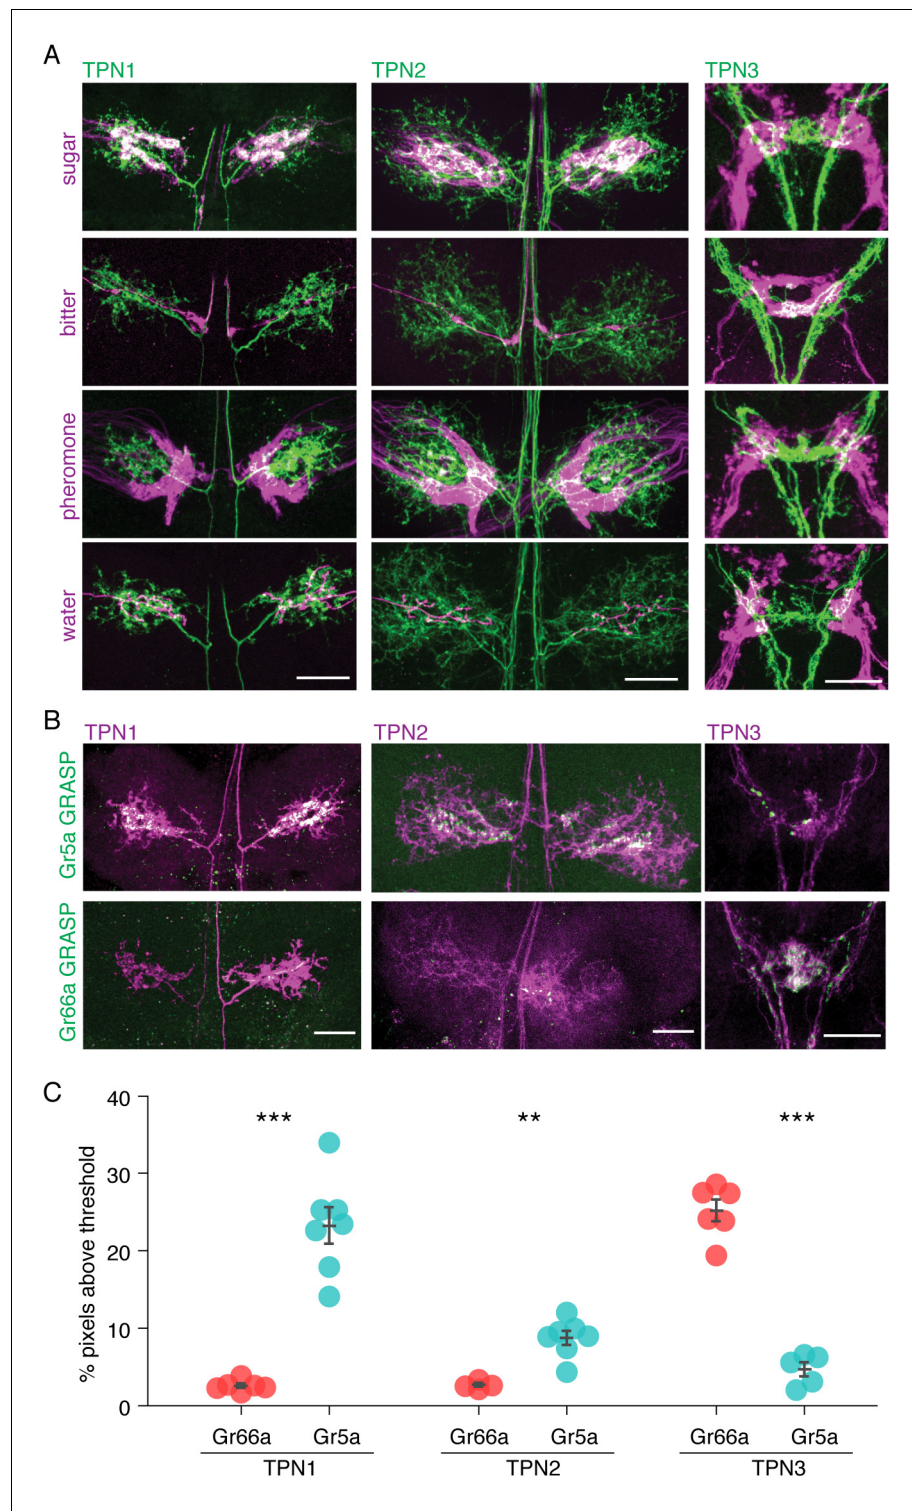 A
TPN1 TPN2 TPN3
sugar
bitter
pheromone
water
B
TPN1 TPN2 TPN3
Gr5a GRASP
Gr66a GRASP
C
% pixels above threshold
40
30
20
10
0
*** ** ***
Gr66a Gr5a Gr66a Gr5a Gr66a Gr5a
TPN1 TPN2 TPN3